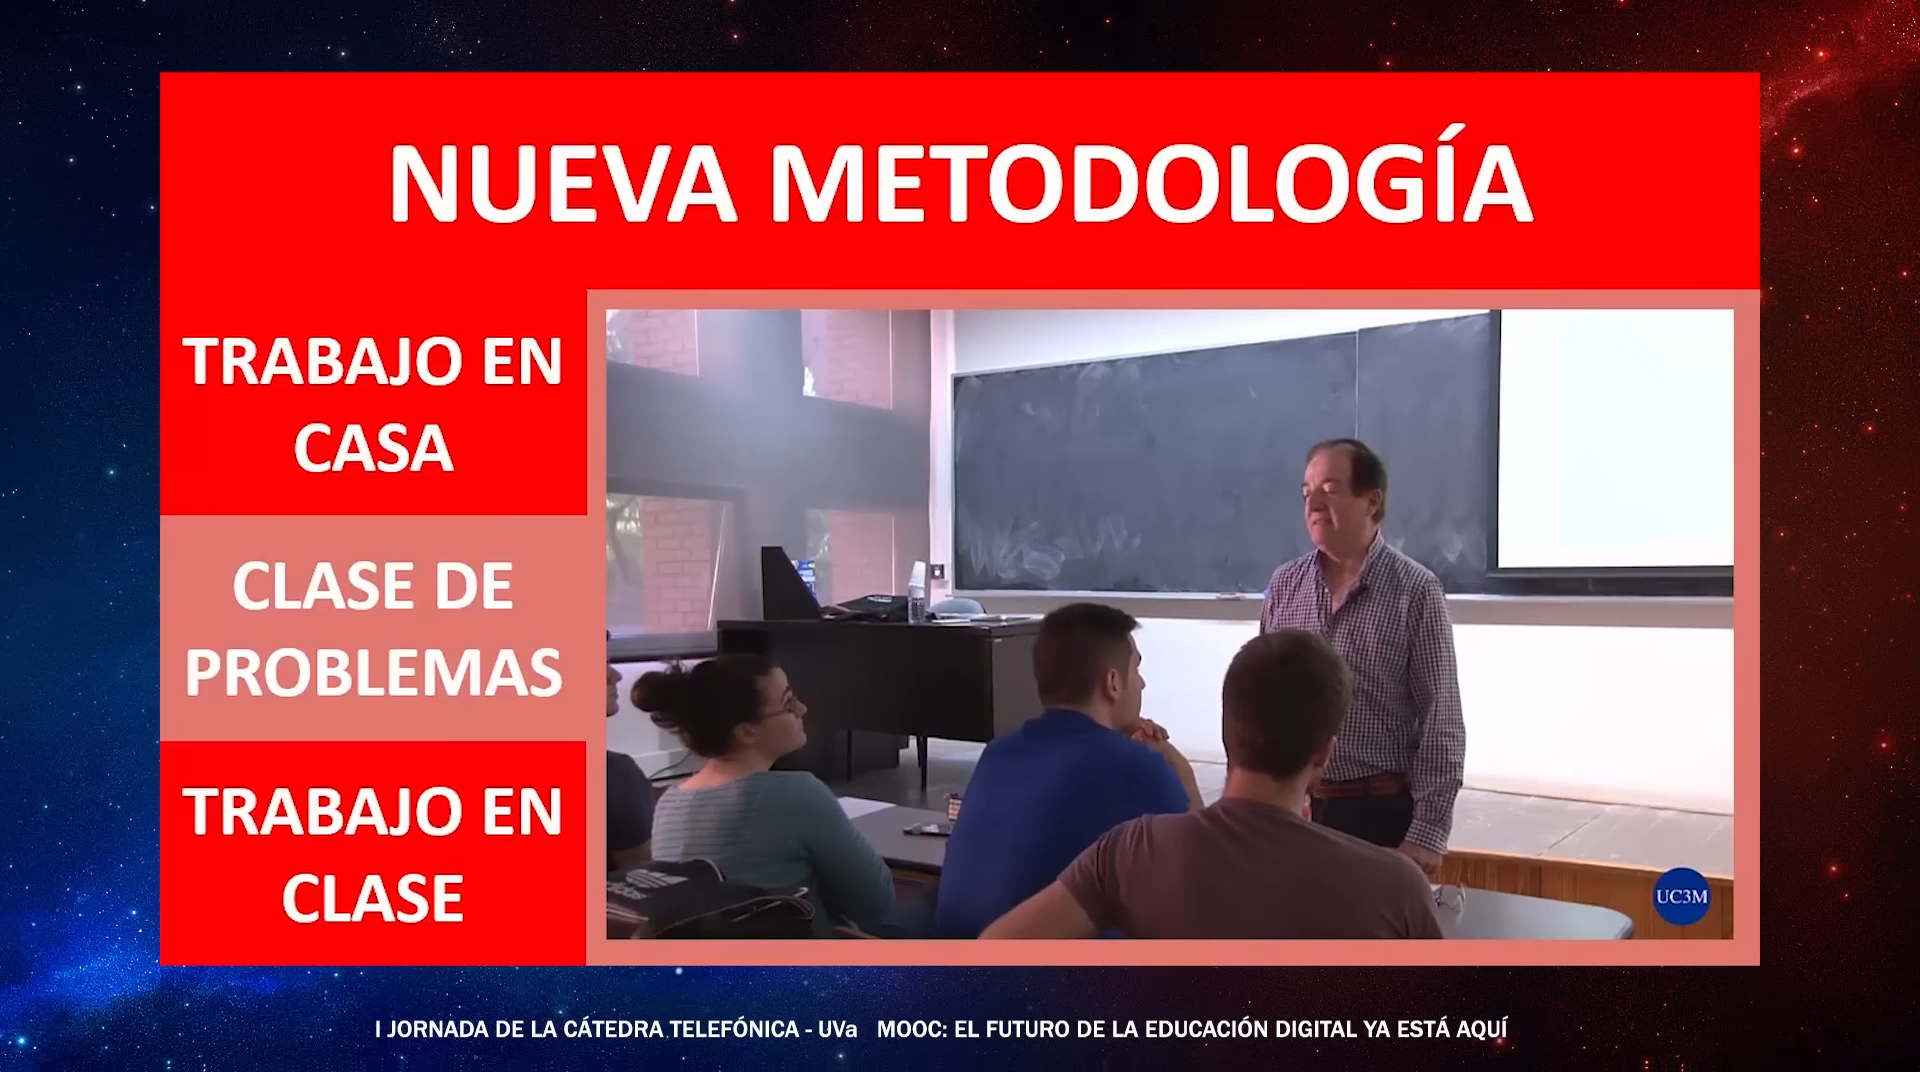 NUEVA METODOLOGÍA
TRABAJO EN
CASA
CLASE DE
PROBLEMAS
TRABAJO EN
CLASE
adidas
UC3M
I JORNADA DE LA CÁTEDRA TELEFÓNICA - UVa MOOC: EL FUTURO DE LA EDUCACIÓN DIGITAL YA ESTÁ AQUÍ